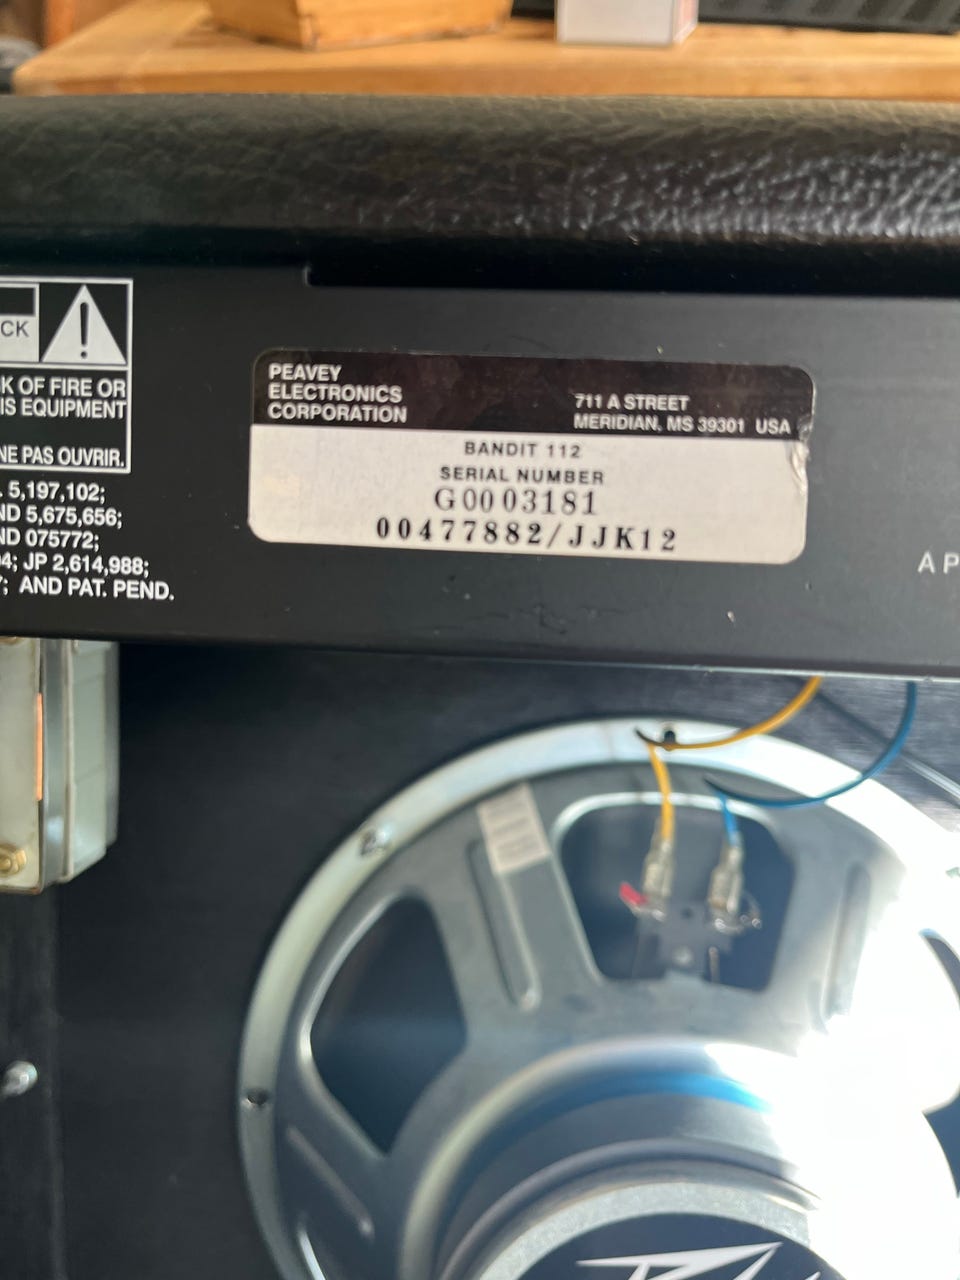 CK
K OF FIRE OR
IS EQUIPMENT
NE PAS OUVRIR.
. 5,197,102;
ND 5,675,656;
ND 075772;
4; JP 2,614,988;
; AND PAT. PEND.
PEAVEY
ELECTRONICS
CORPORATION
711 A STREET
MERIDIAN, MS 39301 USA
BANDIT 112
SERIAL NUMBER
G0003181
00477882/JJK12
A P